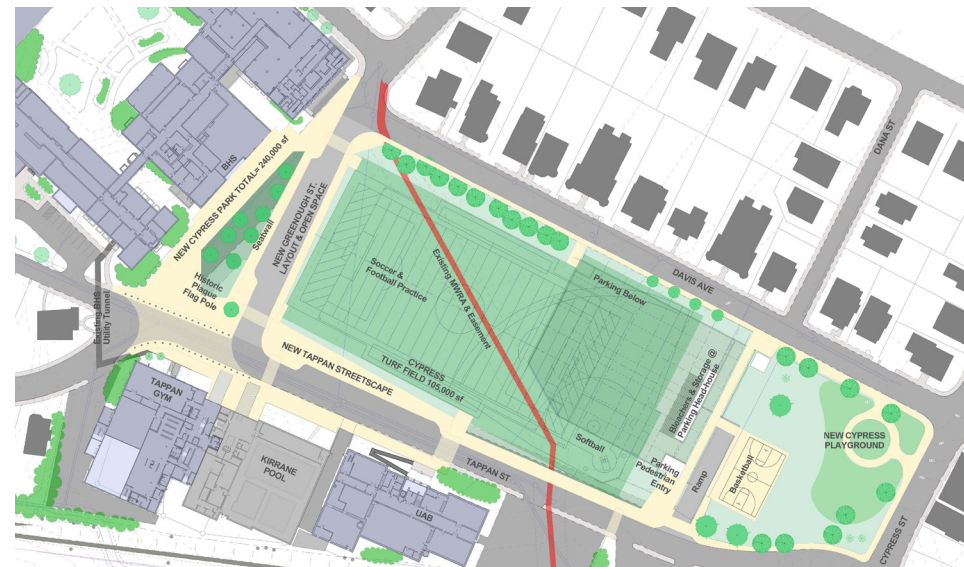 BHS
NEW CYPRESS PARK TOTAL= 240,000 sf
Seatwall
Historic
Plaque
Flag Pole
NEW GREENOUGH ST.
LAYOUT & OPEN SPACE
Existing BHS
Utility Tunnel
Soccer &
Football Practice
Existing MWRA & Easement
Parking Below
DAVIS AVE
DANA ST
NEW TAPPAN STREETSCAPE
CYPRESS
TURF FIELD 105,000 sf
Bleachers & Storage @
Parking Head-house
TAPPAN
GYM
KIRRANE
POOL
UAB
TAPPAN ST
Softball
Parking
Pedestrian
Entry
Ramp
Basketball
NEW CYPRESS
PLAYGROUND
CYPRESS ST